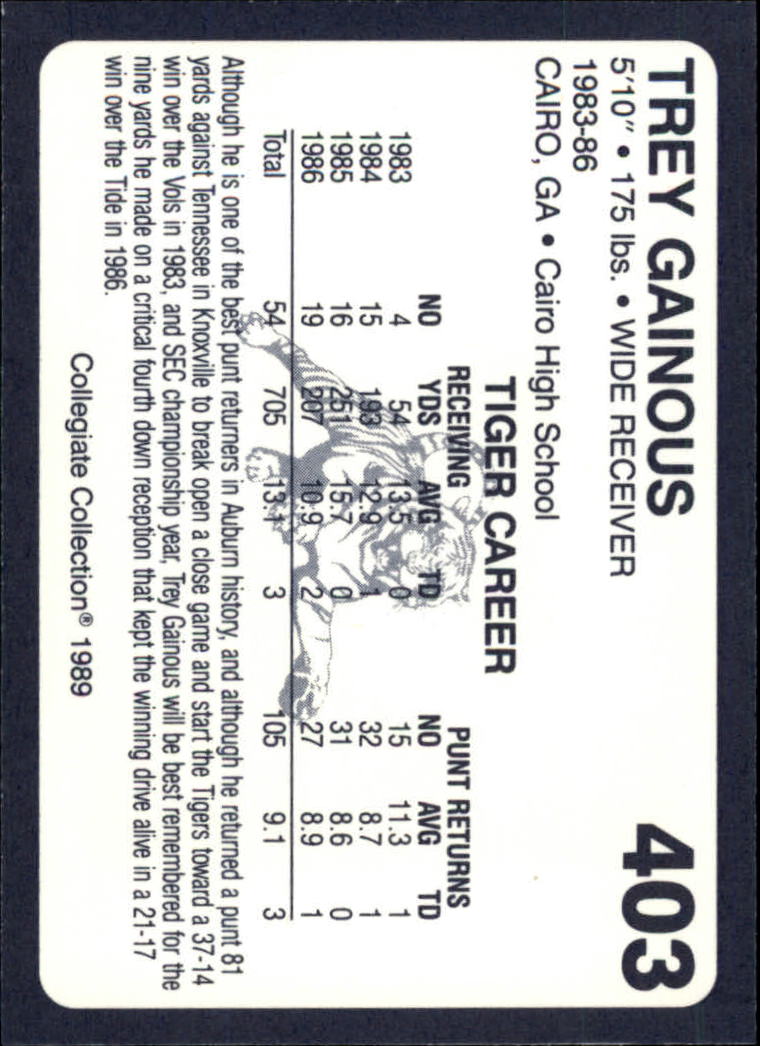 TREY GAINOUS 403
5'10" • 175 lbs. • WIDE RECEIVER
1983-86
CAIRO, GA • Cairo High School
TIGER CAREER
RECEIVING PUNT RETURNS
NO YDS AVG TD NO AVG TD
1983 4 54 13.5 0 15 11.3 1
1984 15 193 12.9 1 32 8.7 1
1985 16 251 15.7 0 31 8.6 0
1986 19 207 10.9 2 27 8.9 1
Total 54 705 13.1 3 105 9.1 3
Although he is one of the best punt returners in Auburn history, and although he returned a punt 81
yards against Tennessee in Knoxville to break open a close game and start the Tigers toward a 37-14
win over the Vols in 1983, and SEC championship year, Trey Gainous will be best remembered for the
nine yards he made on a critical fourth down reception that kept the winning drive alive in a 21-17
win over the Tide in 1986.
Collegiate Collection® 1989